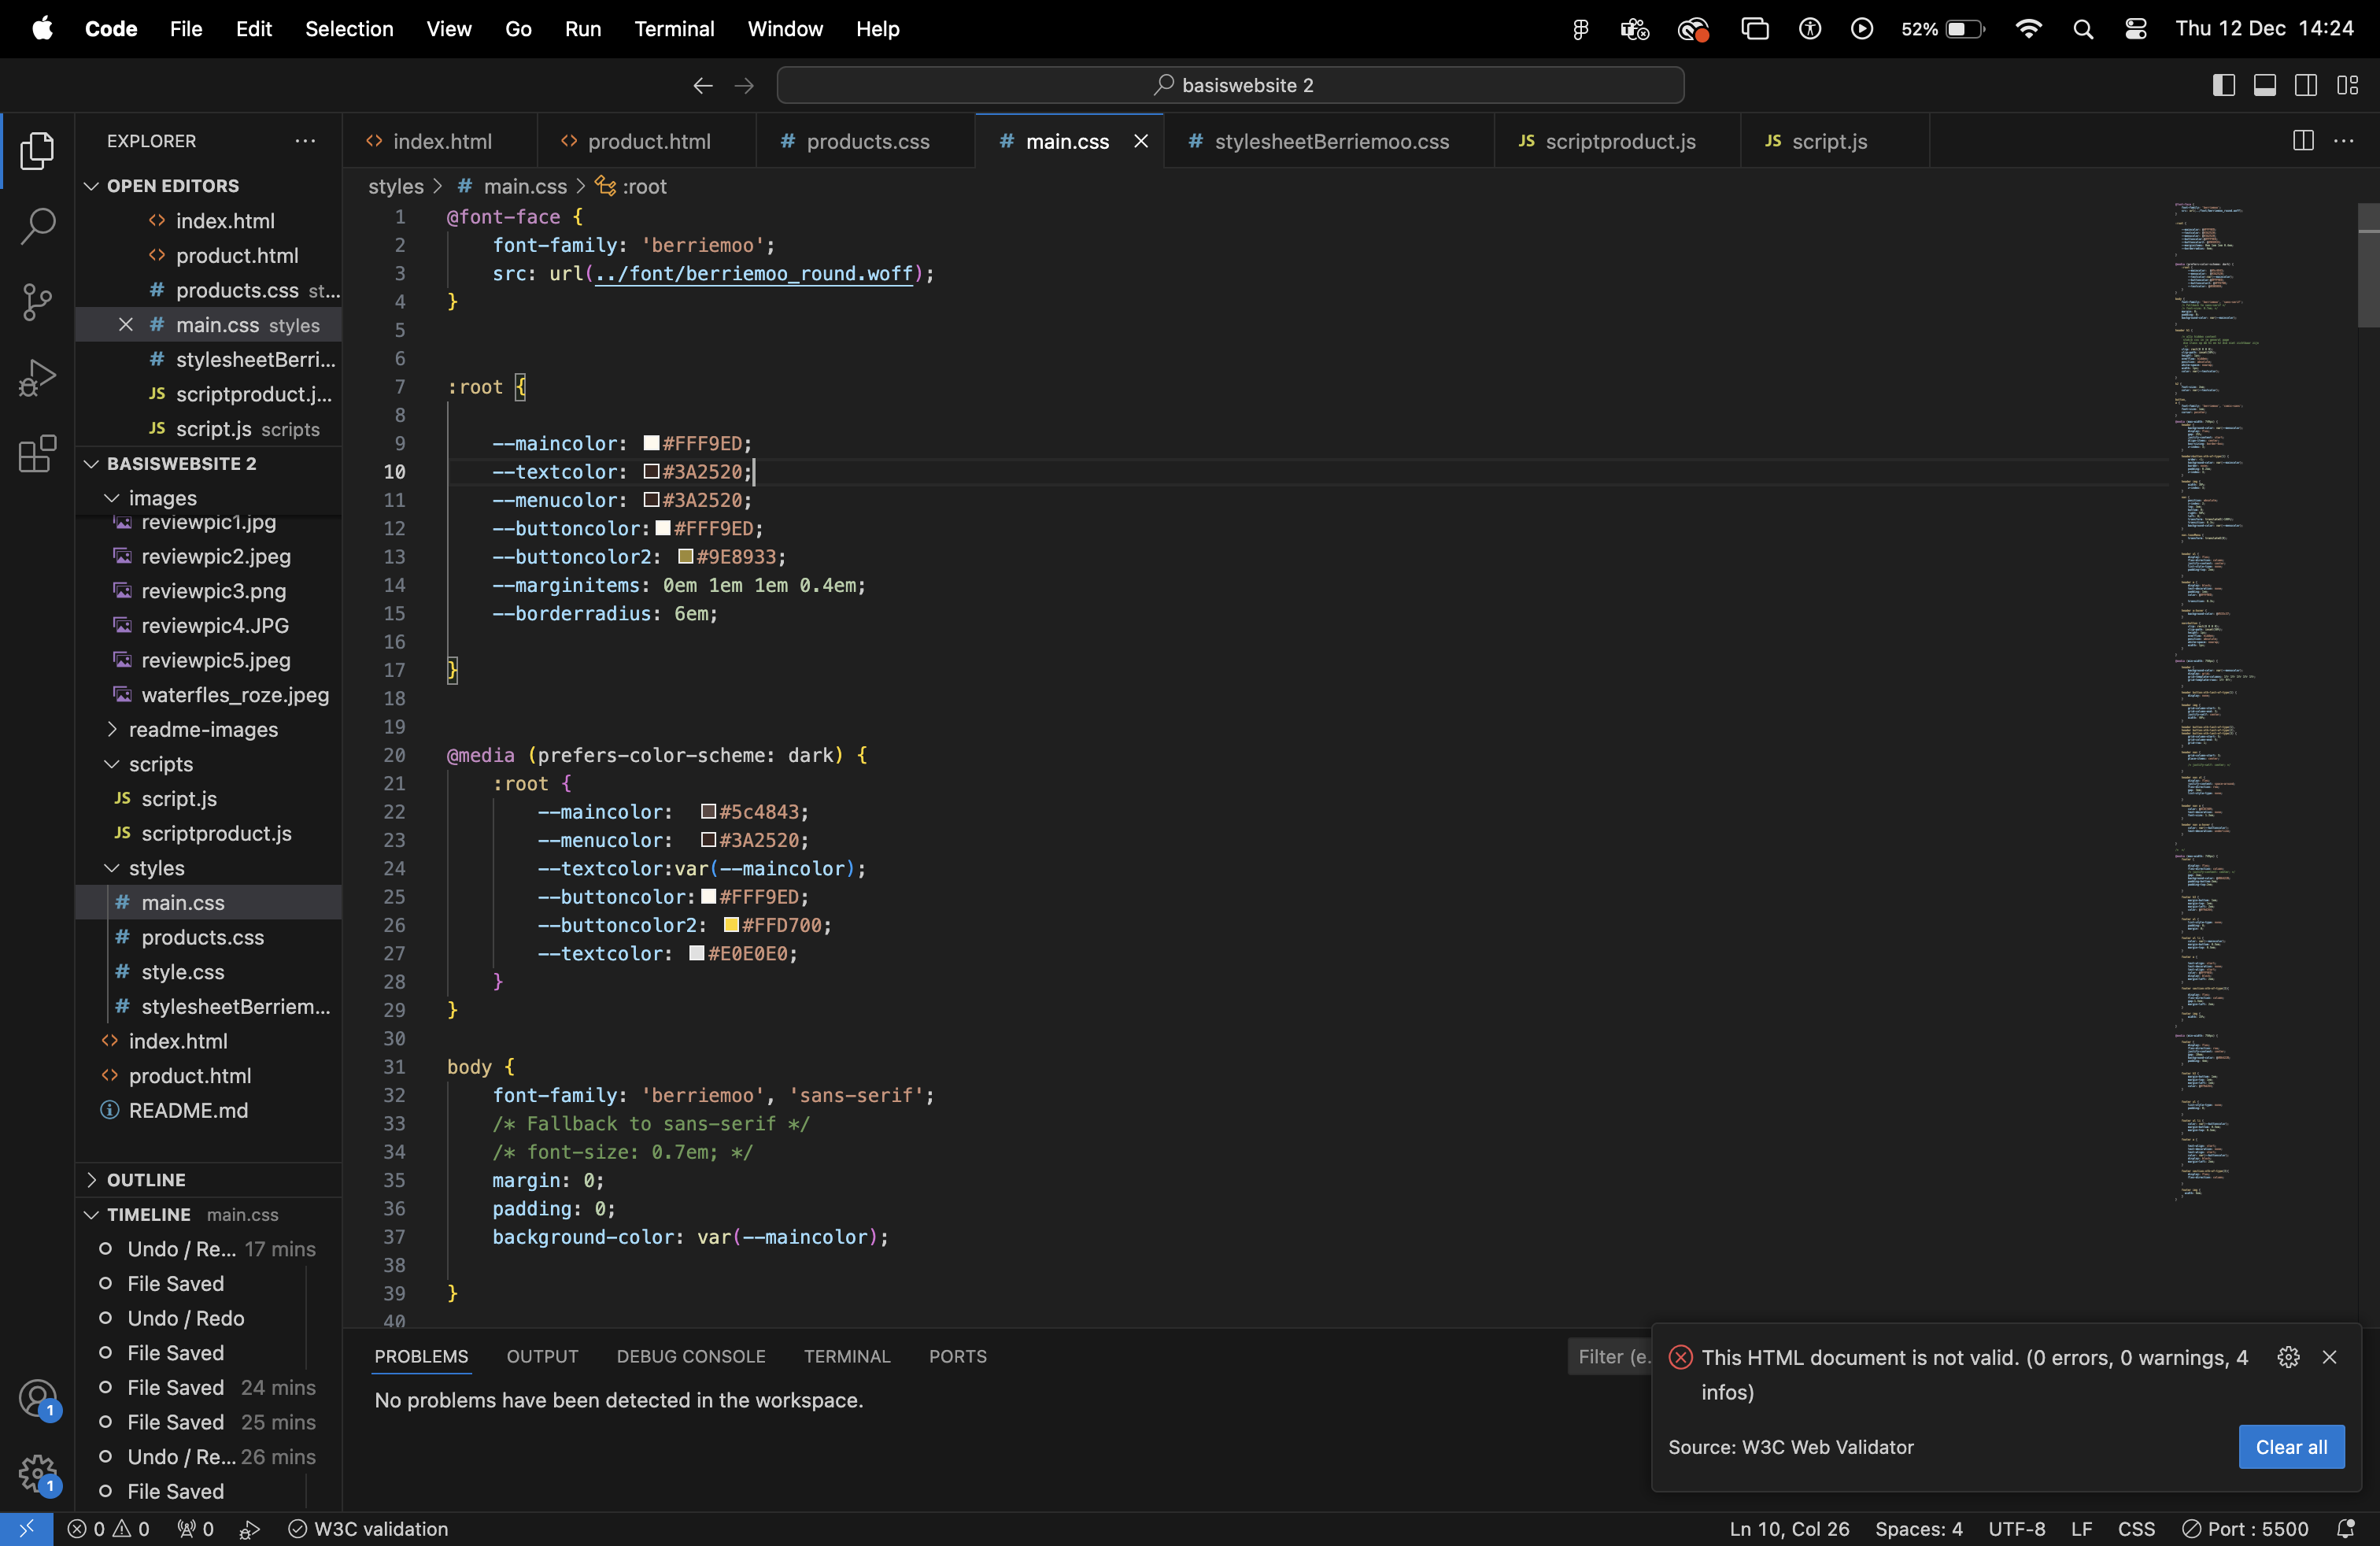 Code File Edit Selection View Go Run Terminal Window Help 52% Thu 12 Dec 14:24
basiswebsite 2
EXPLORER
OPEN EDITORS
index.html
product.html
products.css st...
main.css styles
stylesheetBerri...
JS scriptproduct.j...
JS script.js scripts
BASISWEBSITE 2
images
reviewpic1.jpg
reviewpic2.jpeg
reviewpic3.png
reviewpic4.JPG
reviewpic5.jpeg
waterfles_roze.jpeg
readme-images
scripts
JS script.js
JS scriptproduct.js
styles
# main.css
# products.css
# style.css
# stylesheetBerriem...
index.html
product.html
README.md
OUTLINE
TIMELINE main.css
Undo / Re... 17 mins
File Saved
Undo / Redo
File Saved
File Saved 24 mins
File Saved 25 mins
Undo / Re... 26 mins
File Saved
index.html product.html # products.css # main.css # stylesheetBerriemoo.css JS scriptproduct.js JS script.js
styles > # main.css > :root
1 @font-face {
2 font-family: 'berriemoo';
3 src: url(../font/berriemoo_round.woff);
4 }
5
6
7 :root {
8
9 --maincolor: #FFF9ED;
10 --textcolor: #3A2520;
11 --menucolor: #3A2520;
12 --buttoncolor: #FFF9ED;
13 --buttoncolor2: #9E8933;
14 --marginitems: 0em 1em 1em 0.4em;
15 --borderradius: 6em;
16
17 }
18
19
20 @media (prefers-color-scheme: dark) {
21 :root {
22 --maincolor: #5c4843;
23 --menucolor: #3A2520;
24 --textcolor:var(--maincolor);
25 --buttoncolor: #FFF9ED;
26 --buttoncolor2: #FFD700;
27 --textcolor: #E0E0E0;
28 }
29 }
30
31 body {
32 font-family: 'berriemoo', 'sans-serif';
33 /* Fallback to sans-serif */
34 /* font-size: 0.7em; */
35 margin: 0;
36 padding: 0;
37 background-color: var(--maincolor);
38
39 }
40
PROBLEMS OUTPUT DEBUG CONSOLE TERMINAL PORTS Filter (e.
No problems have been detected in the workspace.
This HTML document is not valid. (0 errors, 0 warnings, 4
infos)
Source: W3C Web Validator
Clear all
1
1
0 0 0 W3C validation Ln 10, Col 26 Spaces: 4 UTF-8 LF CSS Port : 5500